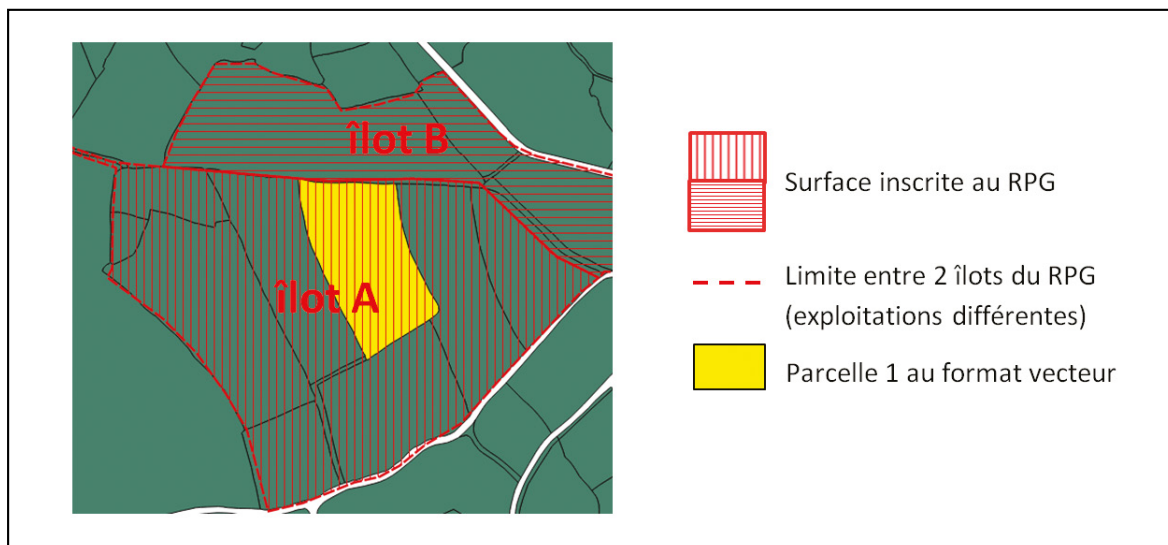 îlot B
îlot A
Surface inscrite au RPG
Limite entre 2 îlots du RPG
(exploitations différentes)
Parcelle 1 au format vecteur